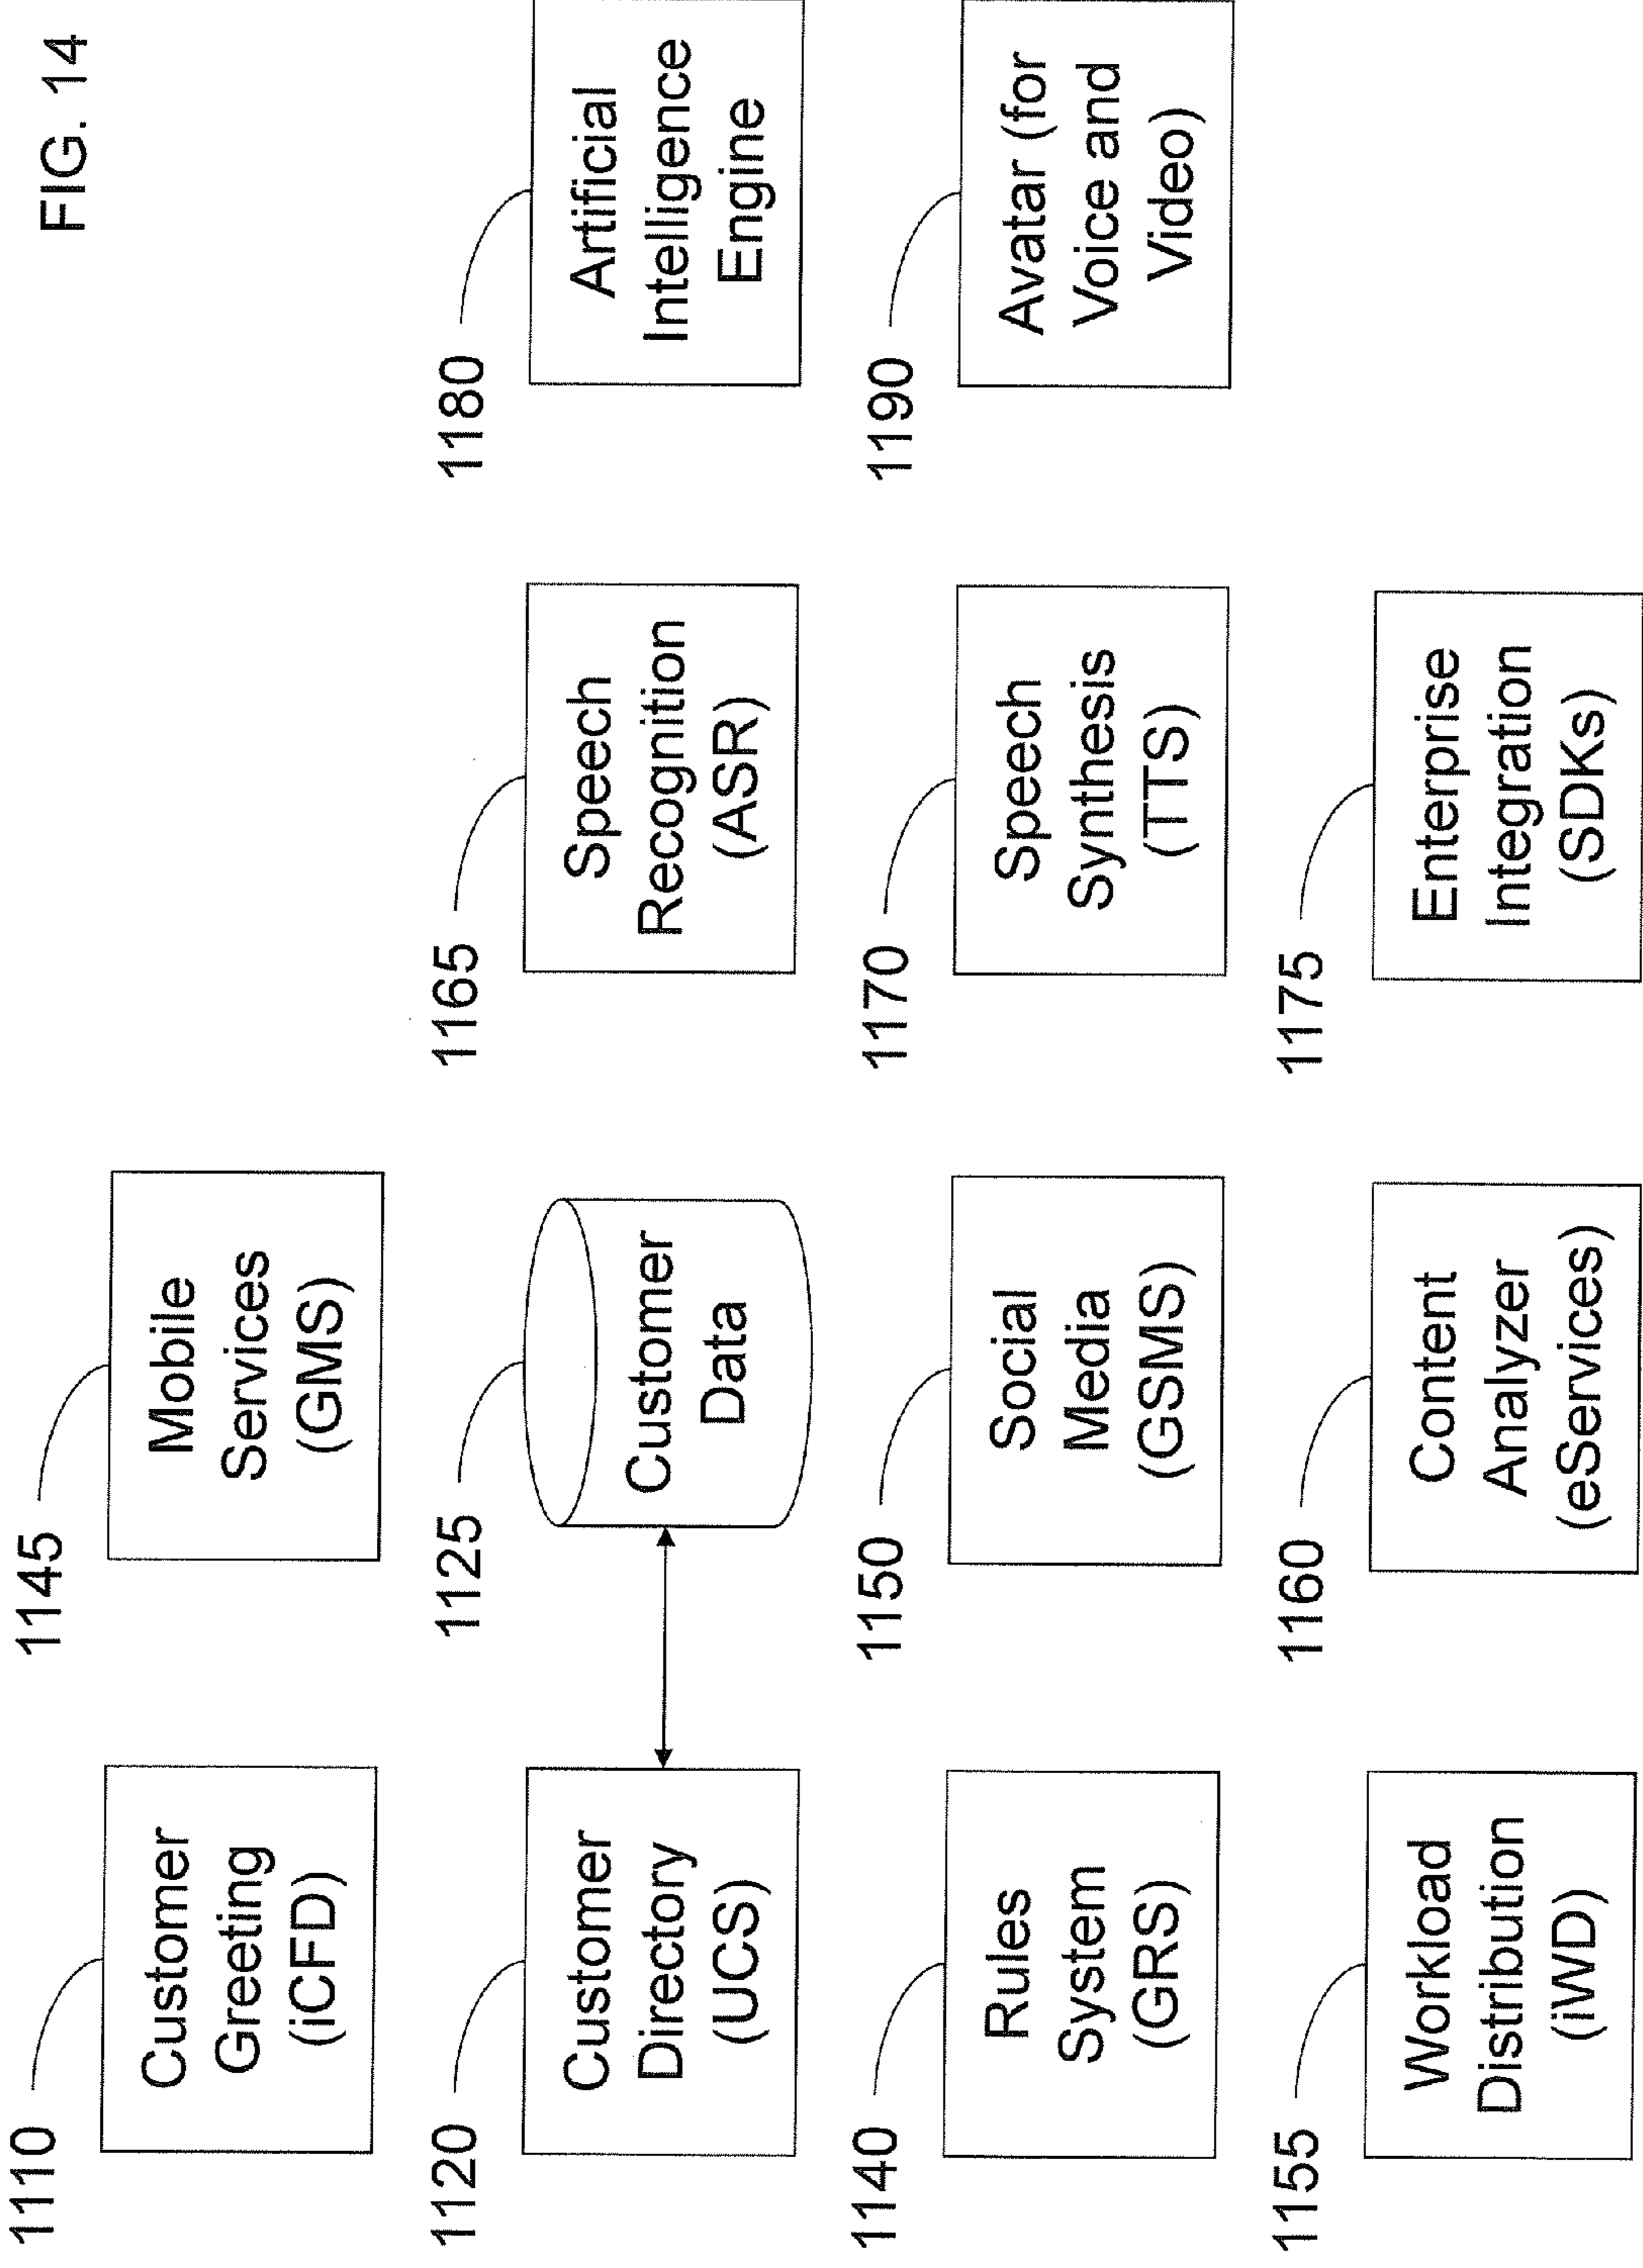 FIG. 14
1110
Customer
Greeting
(iCFD)
1145
Mobile
Services
(GMS)
1120
Customer
Directory
(UCS)
1125
Customer
Data
1165
Speech
Recognition
(ASR)
1180
Artificial
Intelligence
Engine
1140
Rules
System
(GRS)
1150
Social
Media
(GSMS)
1170
Speech
Synthesis
(TTS)
1190
Avatar (for
Voice and
Video)
1155
Workload
Distribution
(iWD)
1160
Content
Analyzer
(eServices)
1175
Enterprise
Integration
(SDKs)